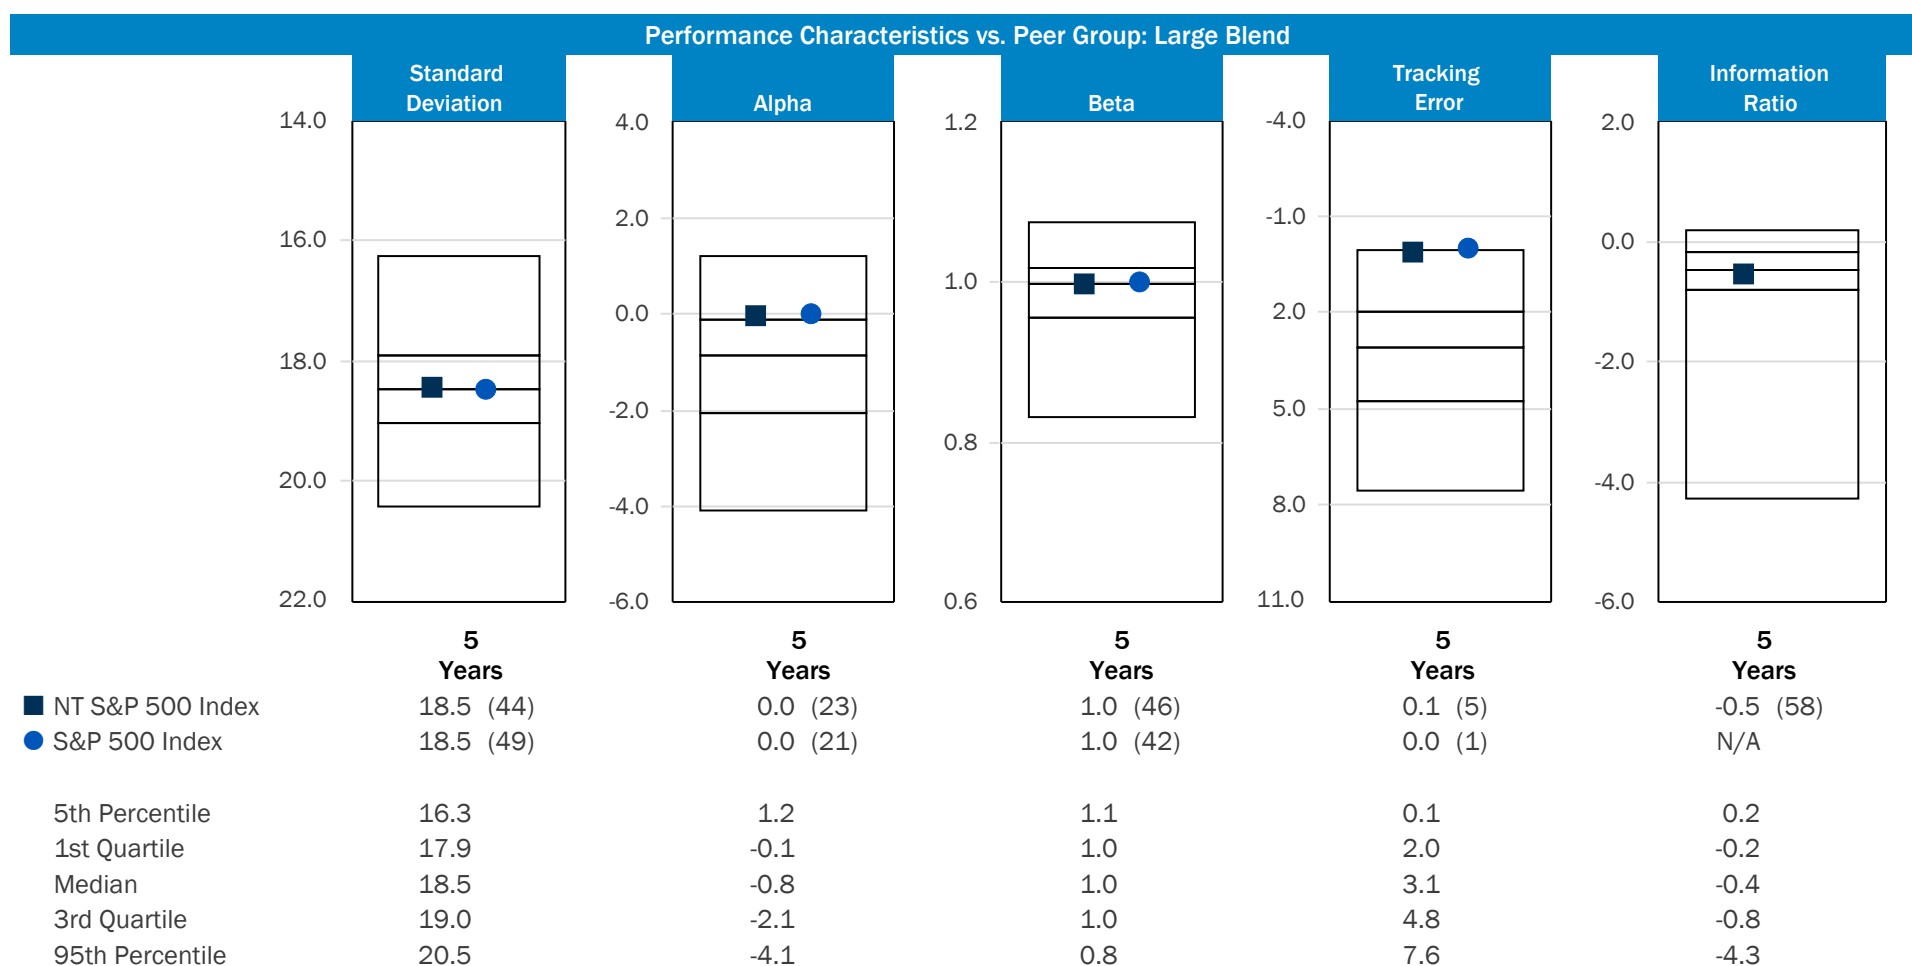 Performance Characteristics vs. Peer Group: Large Blend
Standard
Deviation
Alpha
Beta
Tracking
Error
Information
Ratio
14.0
16.0
18.0
20.0
22.0
4.0
2.0
0.0
-2.0
-4.0
-6.0
1.2
1.0
0.8
0.6
-4.0
-1.0
2.0
5.0
8.0
11.0
2.0
0.0
-2.0
-4.0
-6.0
5 5 5 5 5
Years Years Years Years Years
NT S&P 500 Index 18.5 (44) 0.0 (23) 1.0 (46) 0.1 (5) -0.5 (58)
S&P 500 Index 18.5 (49) 0.0 (21) 1.0 (42) 0.0 (1) N/A
5th Percentile 16.3 1.2 1.1 0.1 0.2
1st Quartile 17.9 -0.1 1.0 2.0 -0.2
Median 18.5 -0.8 1.0 3.1 -0.4
3rd Quartile 19.0 -2.1 1.0 4.8 -0.8
95th Percentile 20.5 -4.1 0.8 7.6 -4.3